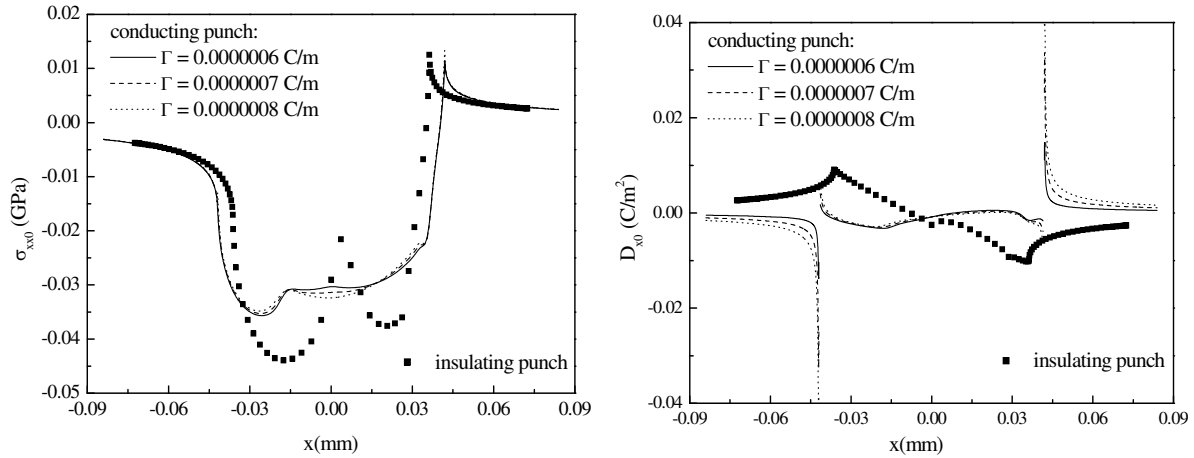 0.02
0.01
0.00
-0.01
-0.02
-0.03
-0.04
-0.05
σxx0 (GPa)
conducting punch:
Γ = 0.0000006 C/m
Γ = 0.0000007 C/m
Γ = 0.0000008 C/m
insulating punch
-0.09 -0.06 -0.03 0.00 0.03 0.06 0.09
x(mm)
0.04
0.02
0.00
-0.02
-0.04
Dx0 (C/m²)
conducting punch:
Γ = 0.0000006 C/m
Γ = 0.0000007 C/m
Γ = 0.0000008 C/m
insulating punch
-0.09 -0.06 -0.03 0.00 0.03 0.06 0.09
x(mm)